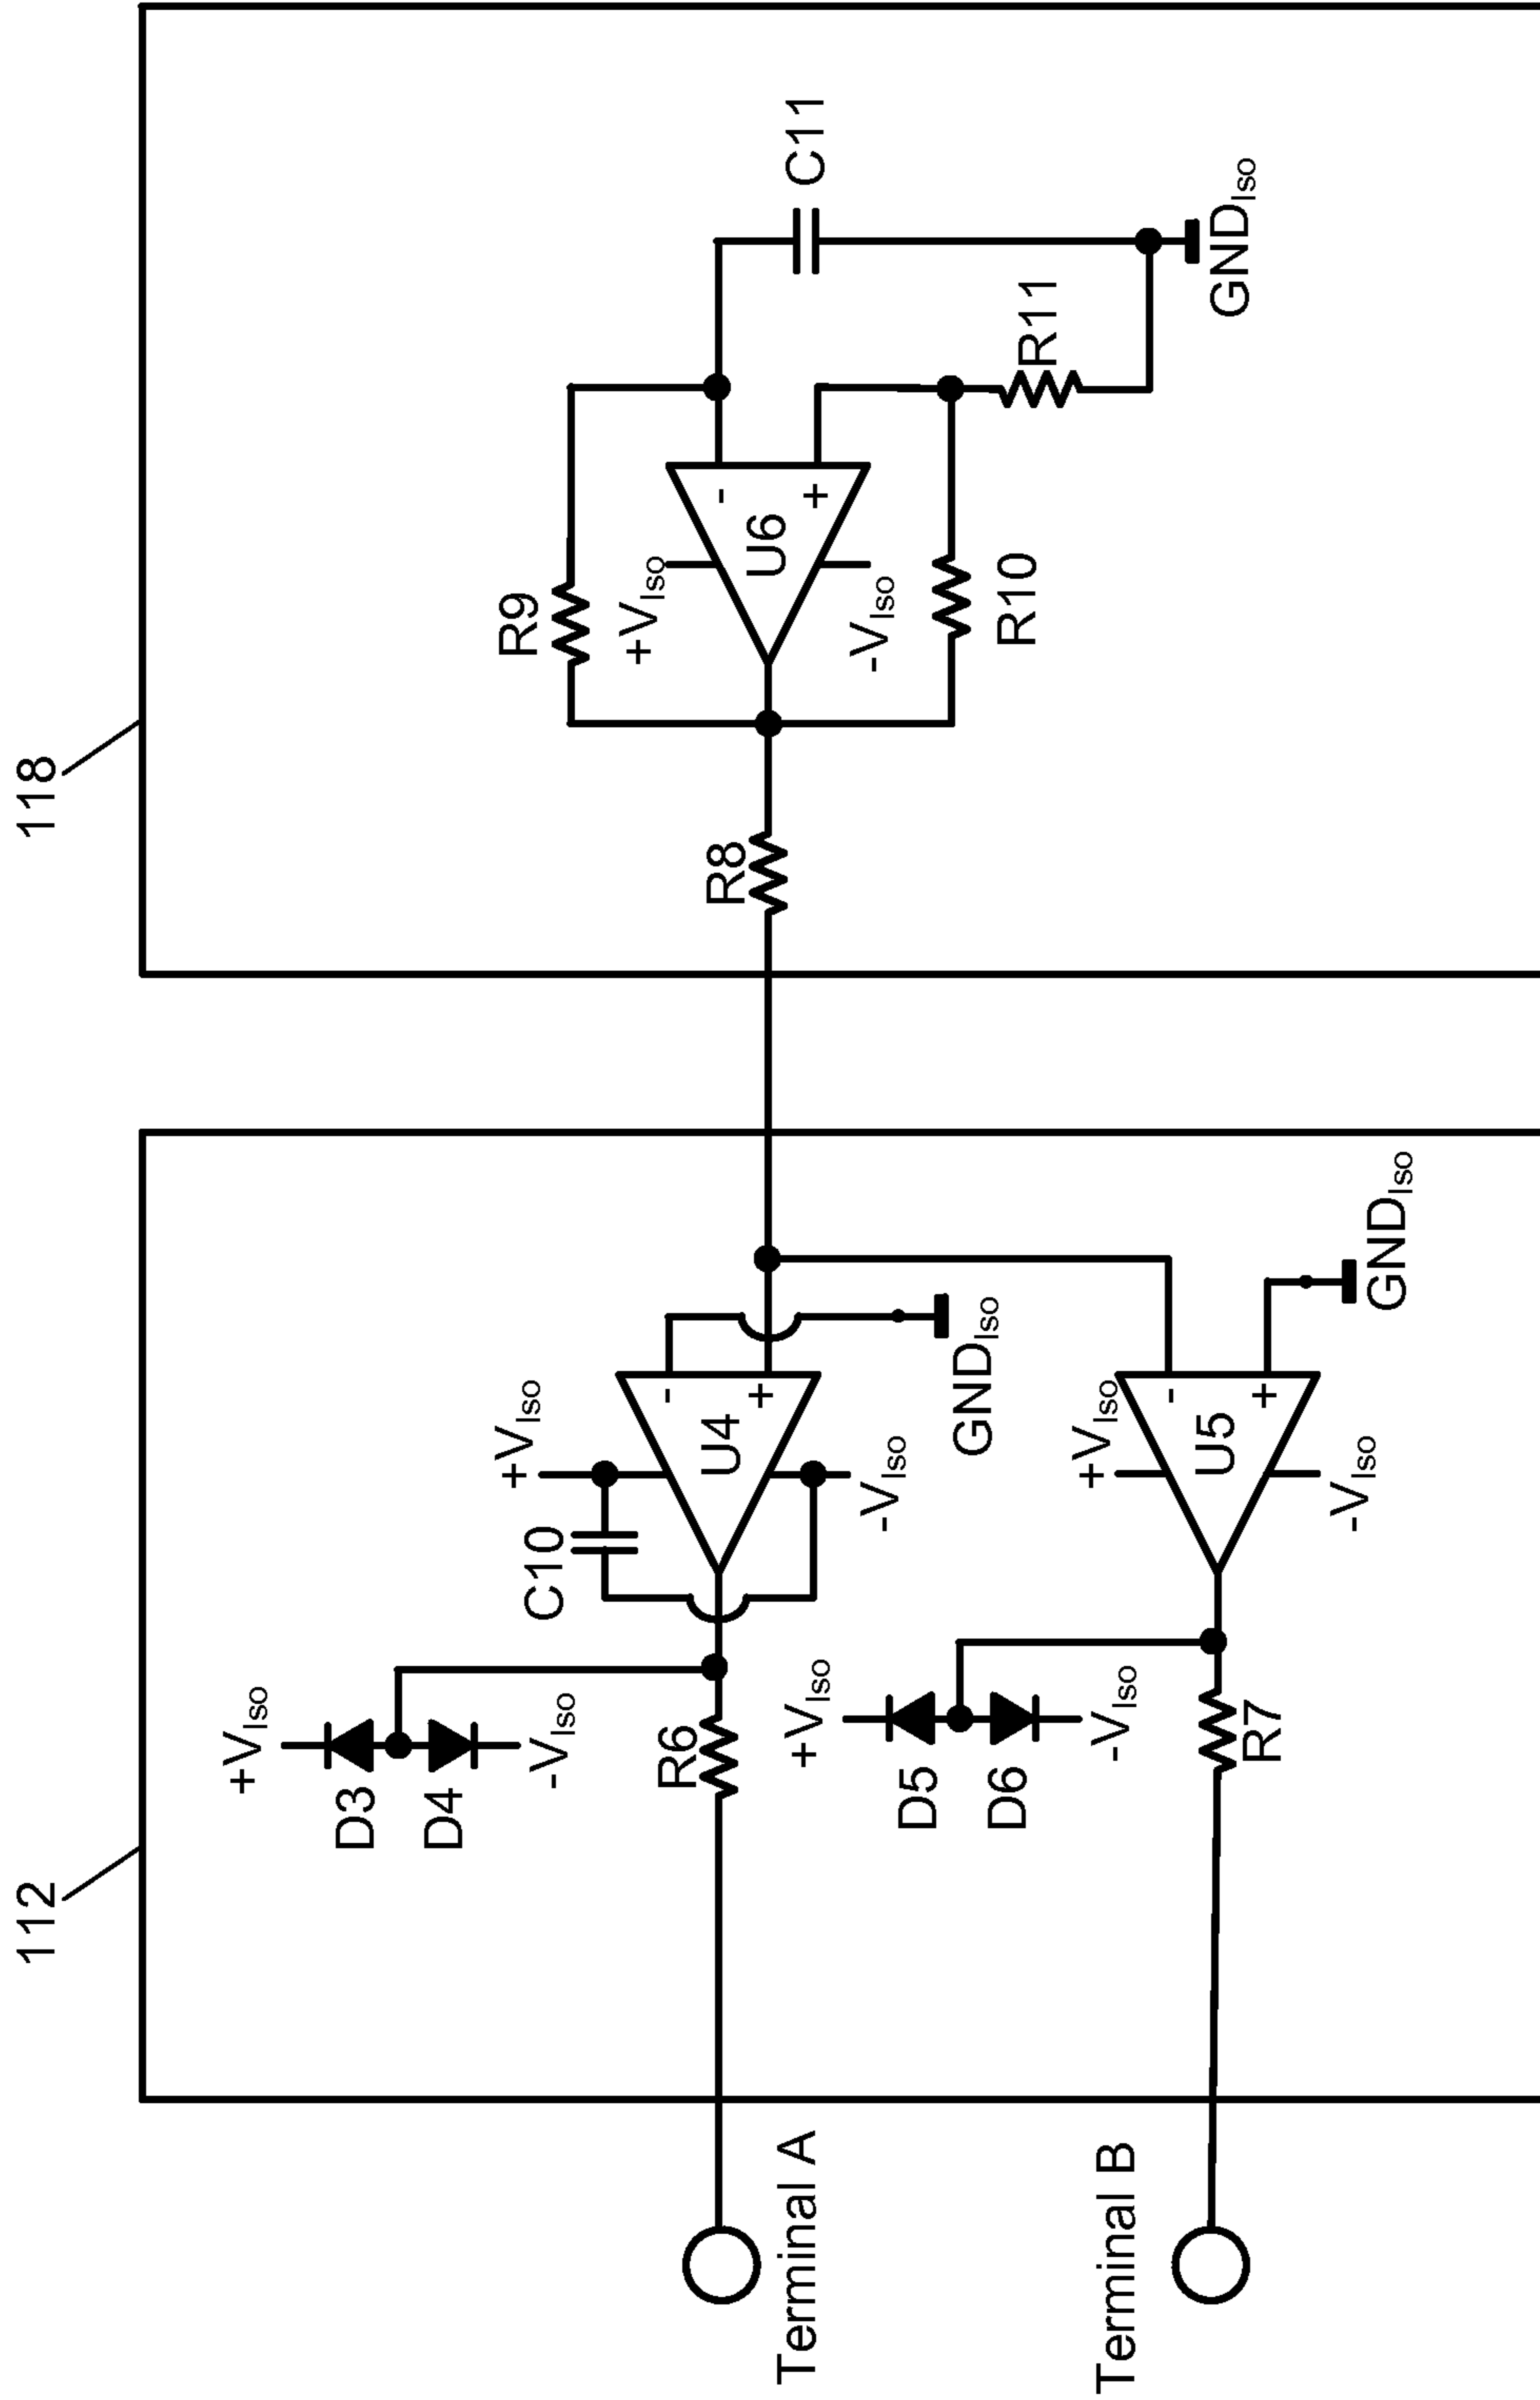 118
C11
R9
+VIso
U6
-
+
-VIso
R10
R11
GNDIso
R8
112
+VIso
D3
D4
-VIso
C10
+VIso
U4
-
+
-VIso
GNDIso
R6
+VIso
D5
D6
-VIso
+VIso
U5
-
+
-VIso
GNDIso
R7
Terminal A
Terminal B